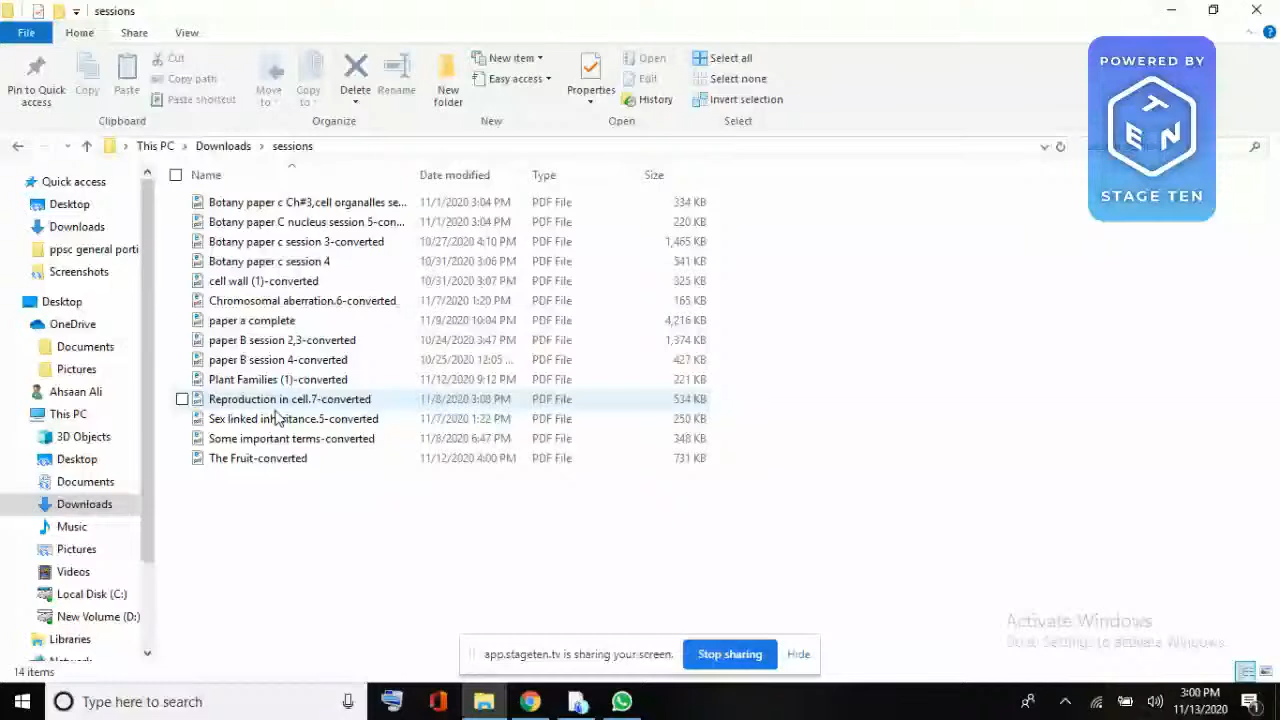 sessions
File Home Share View
Pin to Quick access
Copy
Paste
Cut
Copy path
Paste shortcut
Clipboard
Move to
Copy to
Delete
Rename
Organize
New folder
New item
Easy access
New
Properties
Open
Edit
History
Open
Select all
Select none
Invert selection
Select
POWERED BY
TEN
STAGE TEN
This PC > Downloads > sessions
Name Date modified Type Size
Botany paper c Ch#3,cell organalles se... 11/1/2020 3:04 PM PDF File 334 KB
Botany paper C nucleus session 5-con... 11/1/2020 3:04 PM PDF File 220 KB
Botany paper c session 3-converted 10/27/2020 4:10 PM PDF File 1,465 KB
Botany paper c session 4 10/31/2020 3:06 PM PDF File 541 KB
cell wall (1)-converted 10/31/2020 3:07 PM PDF File 325 KB
Chromosomal aberration.6-converted 11/7/2020 1:20 PM PDF File 165 KB
paper a complete 11/9/2020 10:04 PM PDF File 4,216 KB
paper B session 2,3-converted 10/24/2020 3:47 PM PDF File 1,374 KB
paper B session 4-converted 10/25/2020 12:05 ... PDF File 427 KB
Plant Families (1)-converted 11/12/2020 9:12 PM PDF File 221 KB
Reproduction in cell.7-converted 11/8/2020 3:08 PM PDF File 534 KB
Sex linked inheritance.5-converted 11/7/2020 1:22 PM PDF File 250 KB
Some important terms-converted 11/8/2020 6:47 PM PDF File 348 KB
The Fruit-converted 11/12/2020 4:00 PM PDF File 731 KB
Quick access
Desktop
Downloads
ppsc general porti
Screenshots
Desktop
OneDrive
Documents
Pictures
Ahsaan Ali
This PC
3D Objects
Desktop
Documents
Downloads
Music
Pictures
Videos
Local Disk (C:)
New Volume (D:)
Libraries
14 items
app.stageten.tv is sharing your screen. Stop sharing Hide
Activate Windows
Go to Settings to activate Windows.
Type here to search
3:00 PM
11/13/2020
1